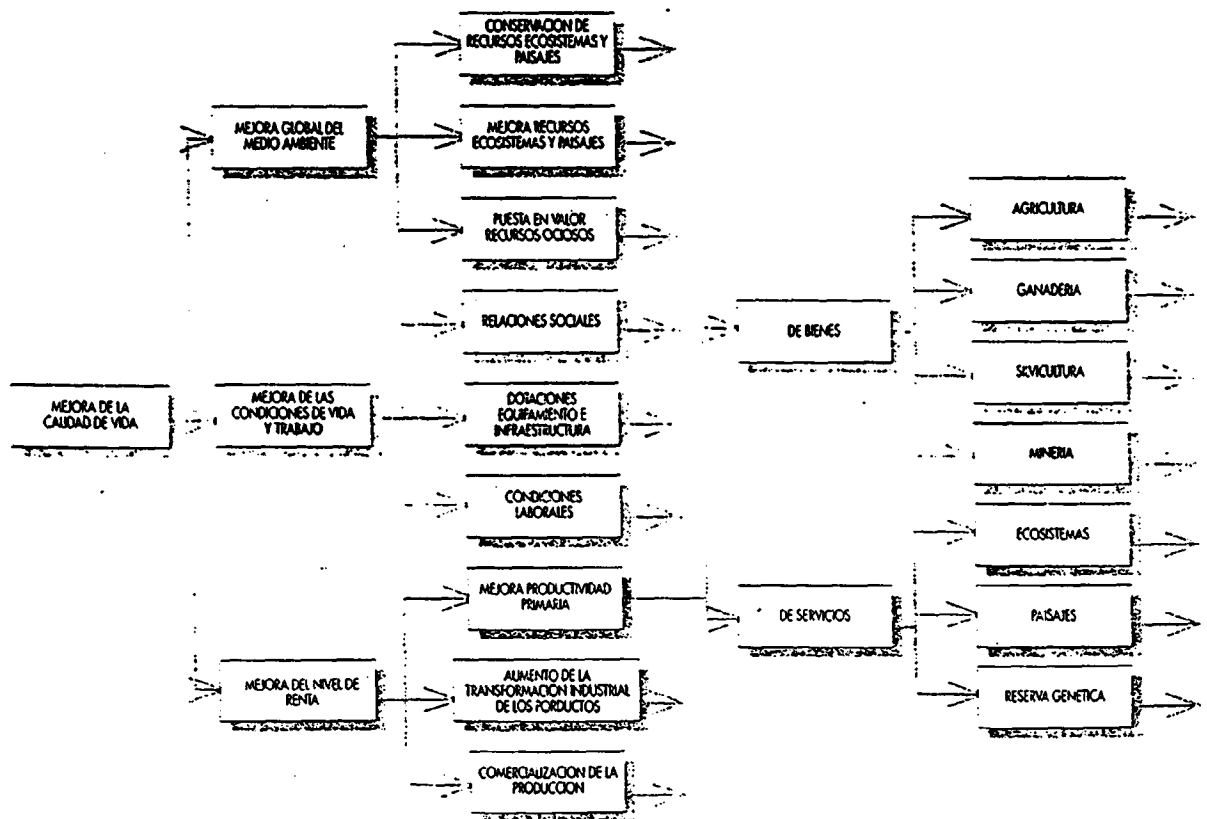 CONSERVACION DE
RECURSOS ECOSISTEMAS Y
PAISAJES
MEJORA GLOBAL DEL
MEDIO AMBIENTE
MEJORA RECURSOS
ECOSISTEMAS Y PAISAJES
PUESTA EN VALOR
RECURSOS OCIOSOS
RELACIONES SOCIALES
MEJORA DE LA
CALIDAD DE VIDA
MEJORA DE LAS
CONDICIONES DE VIDA
Y TRABAJO
DOTACIONES
EQUIPAMIENTO E
INFRAESTRUCTURA
CONDICIONES
LABORALES
MEJORA PRODUCTIVIDAD
PRIMARIA
MEJORA DEL NIVEL DE
RENTA
AUMENTO DE LA
TRANSFORMACION INDUSTRIAL
DE LOS PORDUCTOS
COMERCIALIZACION DE LA
PRODUCCION
DE BIENES
DE SERVICIOS
AGRICULTURA
GANADERIA
SILVICULTURA
MINERIA
ECOSISTEMAS
PAISAJES
RESERVA GENETICA